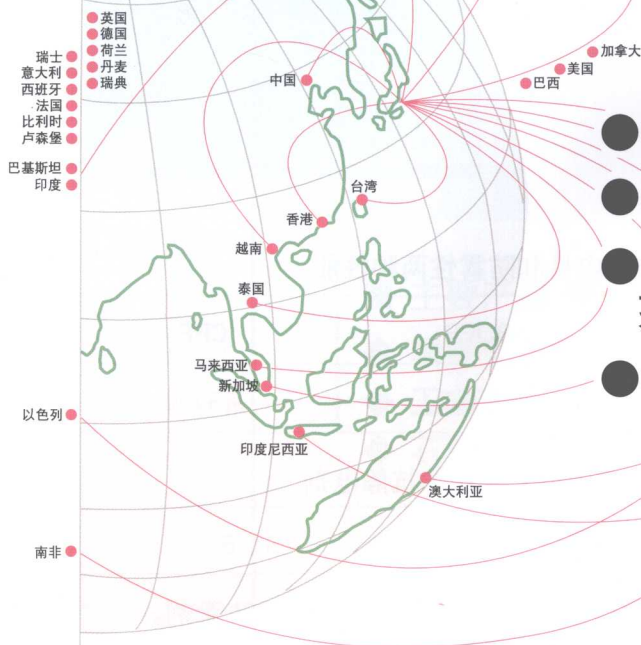 英国
德国
荷兰
丹麦
瑞典
瑞士
意大利
西班牙
法国
比利时
卢森堡
巴基斯坦
印度
中国
加拿大
美国
巴西
台湾
香港
越南
泰国
马来西亚
新加坡
以色列
印度尼西亚
澳大利亚
南非